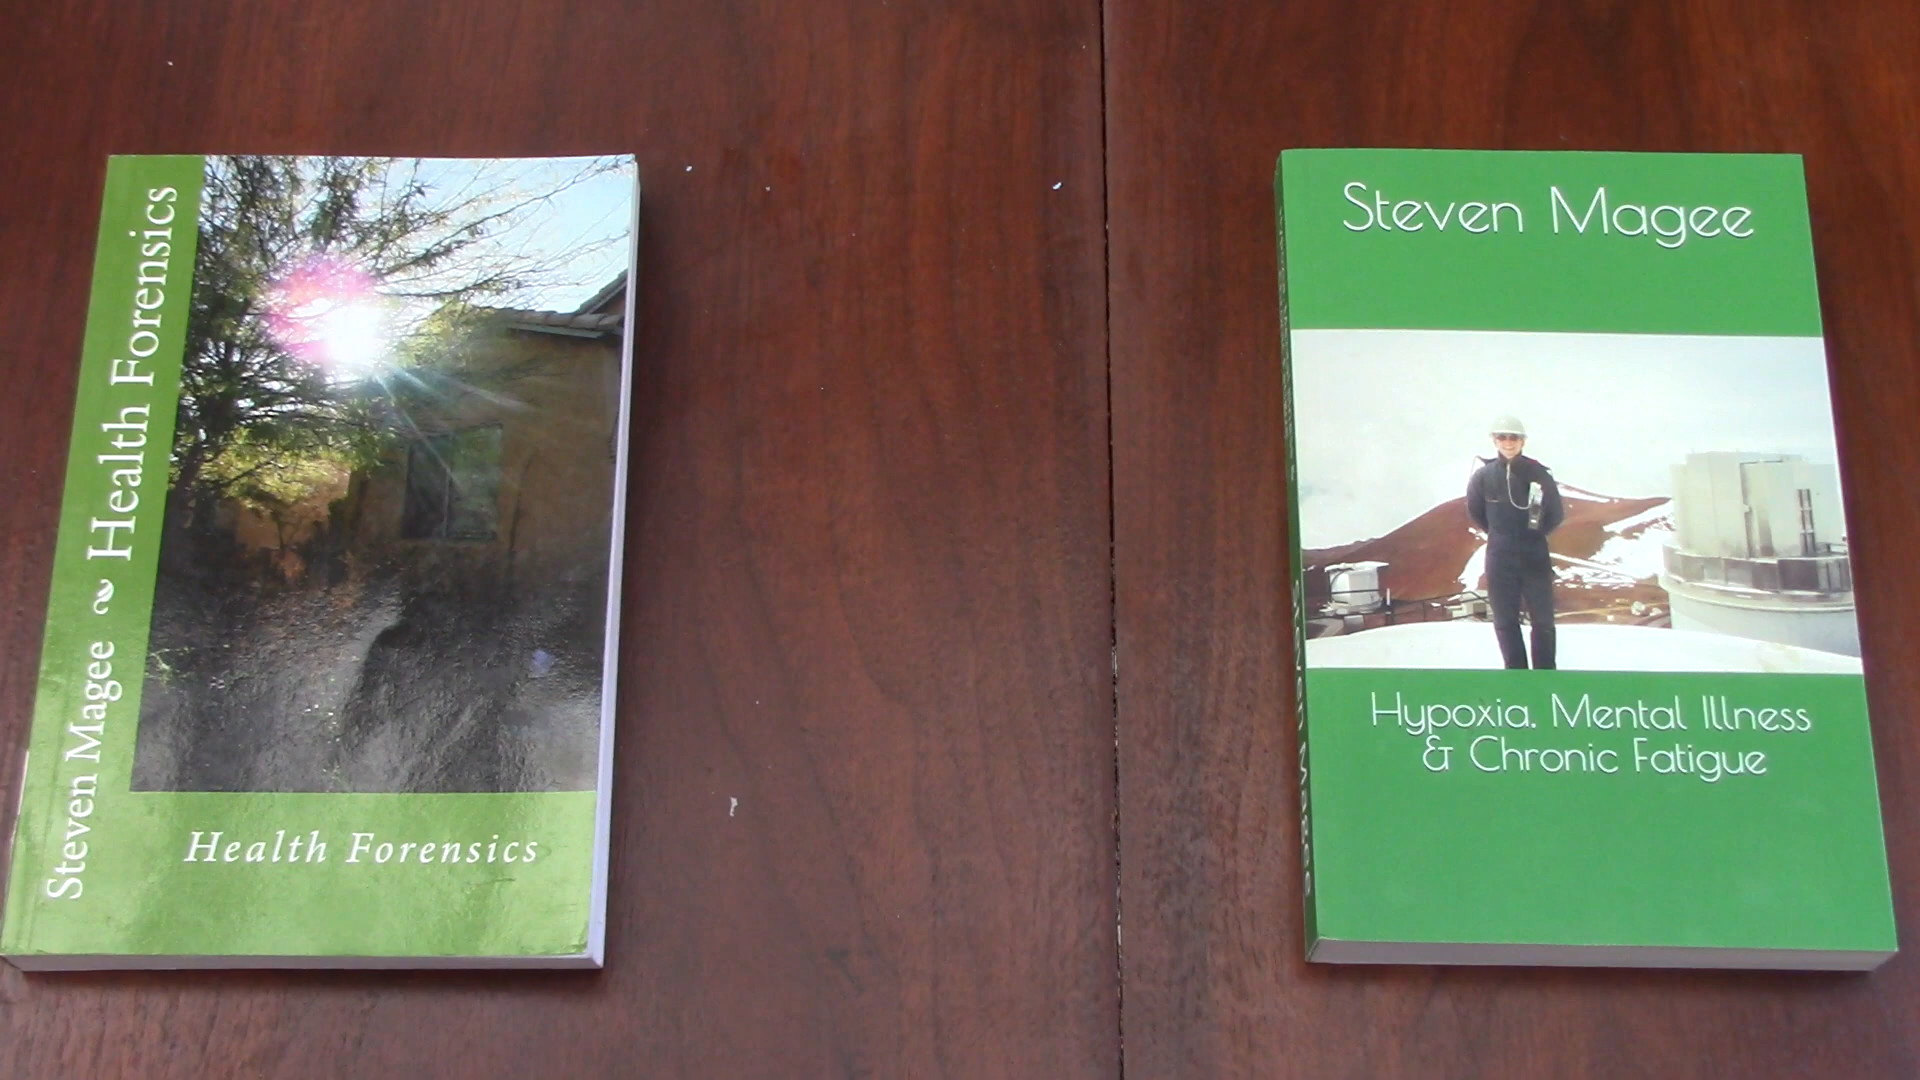 Steven Magee ~ Health Forensics
Health Forensics
Steven Magee
Hypoxia, Mental Illness
& Chronic Fatigue
Steven Magee